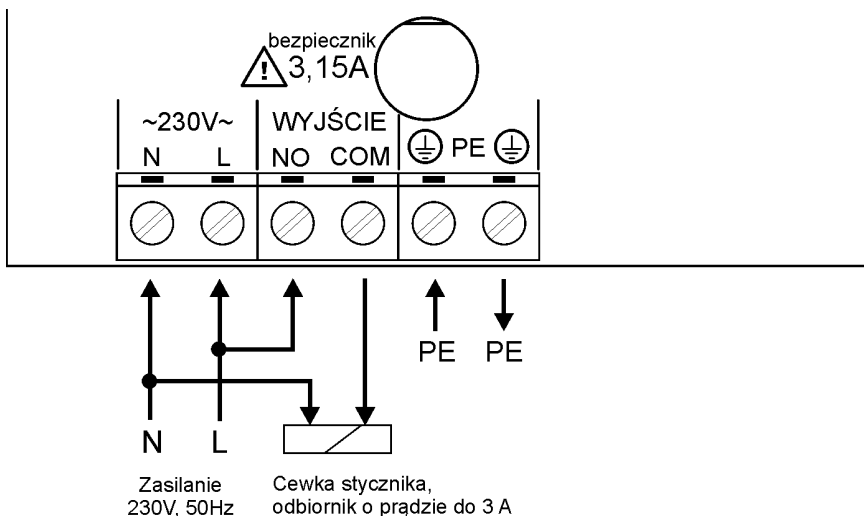 bezpiecznik
! 3,15A
~230V~ WYJŚCIE
N L NO COM PE
PE PE
N L
Zasilanie
230V, 50Hz
Cewka stycznika,
odbiornik o prądzie do 3 A